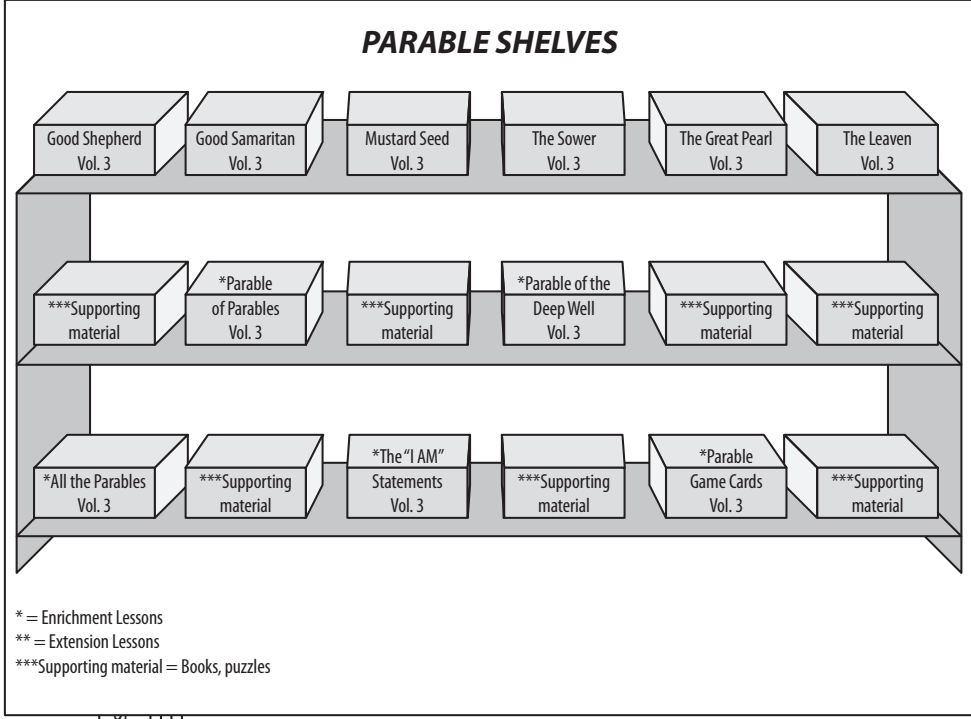 PARABLE SHELVES
Good Shepherd
Vol. 3
Good Samaritan
Vol. 3
Mustard Seed
Vol. 3
The Sower
Vol. 3
The Great Pearl
Vol. 3
The Leaven
Vol. 3
***Supporting
material
*Parable
of Parables
Vol. 3
***Supporting
material
*Parable of the
Deep Well
Vol. 3
***Supporting
material
***Supporting
material
*All the Parables
Vol. 3
***Supporting
material
*The “I AM”
Statements
Vol. 3
***Supporting
material
*Parable
Game Cards
Vol. 3
***Supporting
material
* = Enrichment Lessons
** = Extension Lessons
***Supporting material = Books, puzzles